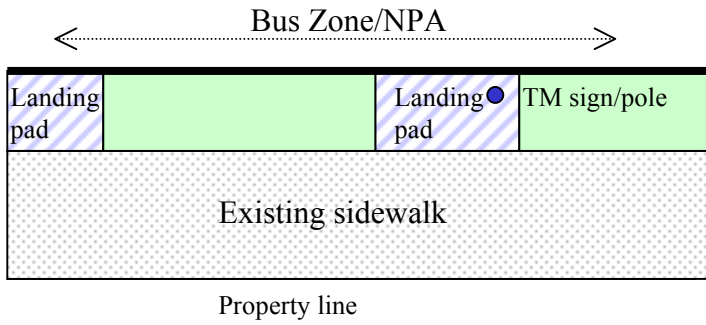 Bus Zone/NPA
Landing
pad
Landing
pad
TM sign/pole
Existing sidewalk
Property line